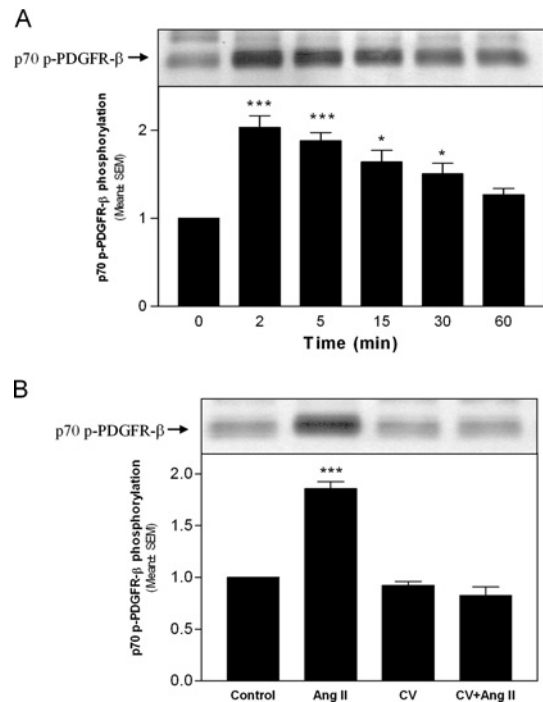 A
p70 p-PDGFR-β
p70 p-PDGFR-β phosphorylation
(Mean± SEM)
2
1
0
***
***
*
*
0 2 5 15 30 60
Time (min)
B
p70 p-PDGFR-β
p70 p-PDGFR-β phosphorylation
(Mean± SEM)
2.0
1.5
1.0
0.5
0.0
***
Control Ang II CV CV+Ang II